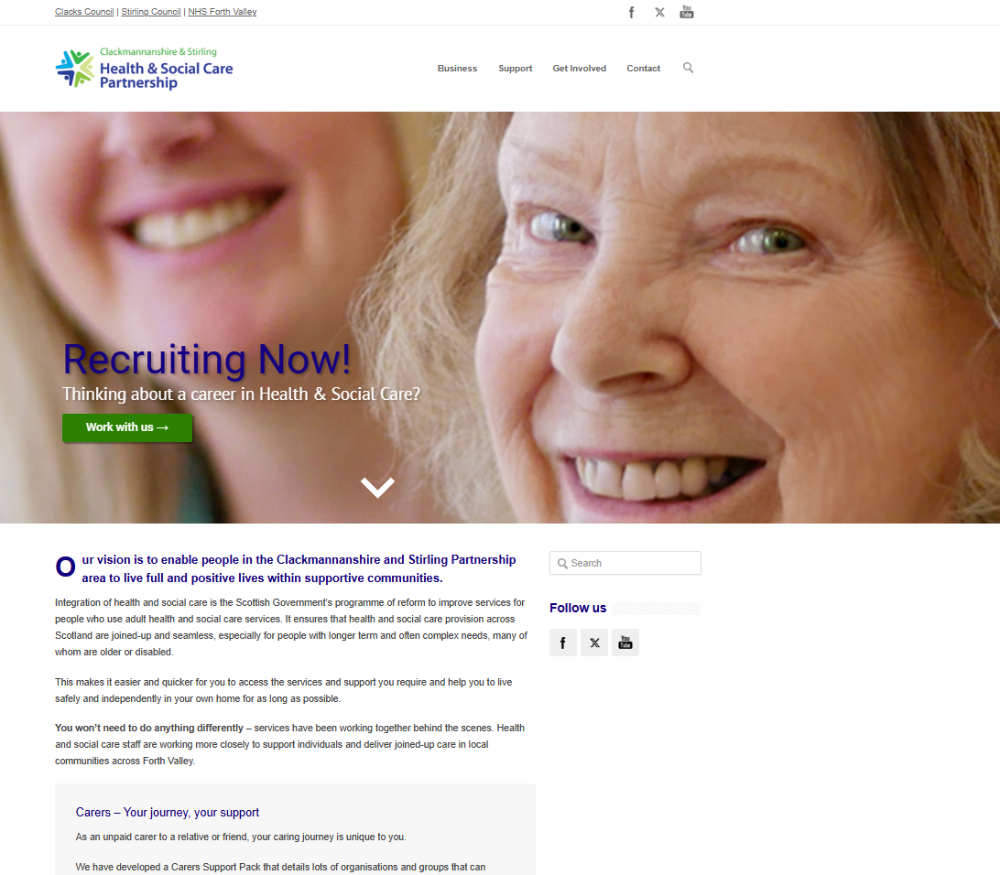 Clacks Council | Stirling Council | NHS Forth Valley
Clackmannanshire & Stirling
Health & Social Care
Partnership
Business Support Get Involved Contact
Recruiting Now!
Thinking about a career in Health & Social Care?
Work with us →
Our vision is to enable people in the Clackmannanshire and Stirling Partnership
area to live full and positive lives within supportive communities.
Integration of health and social care is the Scottish Government's programme of reform to improve services for
people who use adult health and social care services. It ensures that health and social care provision across
Scotland are joined-up and seamless, especially for people with longer term and often complex needs, many of
whom are older or disabled.
This makes it easier and quicker for you to access the services and support you require and help you to live
safely and independently in your own home for as long as possible.
You won't need to do anything differently – services have been working together behind the scenes. Health
and social care staff are working more closely to support individuals and deliver joined-up care in local
communities across Forth Valley.
Carers – Your journey, your support
As an unpaid carer to a relative or friend, your caring journey is unique to you.
We have developed a Carers Support Pack that details lots of organisations and groups that can
Search
Follow us